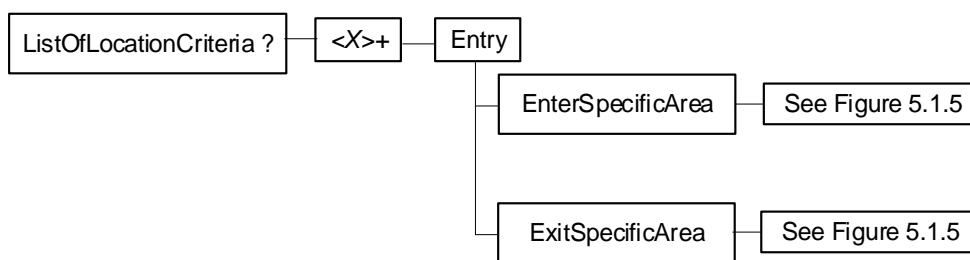 ListOfLocationCriteria ?
<X>+
Entry
EnterSpecificArea
See Figure 5.1.5
ExitSpecificArea
See Figure 5.1.5